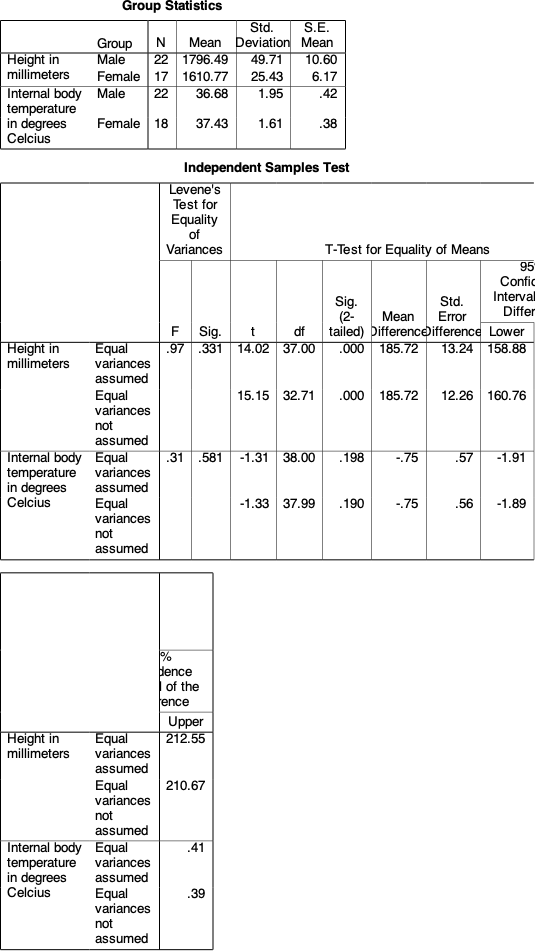 Group Statistics
Group N Mean Std. Deviation S.E. Mean
Height in millimeters Male 22 1796.49 49.71 10.60
Female 17 1610.77 25.43 6.17
Internal body temperature in degrees Celcius Male 22 36.68 1.95 .42
Female 18 37.43 1.61 .38
Independent Samples Test
Levene's Test for Equality of Variances T-Test for Equality of Means
F Sig. t df Sig. (2-tailed) Mean Difference Std. Error Difference 95 Confid Interval Differ Lower
Height in millimeters Equal variances assumed .97 .331 14.02 37.00 .000 185.72 13.24 158.88
Equal variances not assumed 15.15 32.71 .000 185.72 12.26 160.76
Internal body temperature in degrees Celcius Equal variances assumed .31 .581 -1.31 38.00 .198 -.75 .57 -1.91
Equal variances not assumed -1.33 37.99 .190 -.75 .56 -1.89
%
dence
l of the
rence
Upper
Height in millimeters Equal variances assumed 212.55
Equal variances not assumed 210.67
Internal body temperature in degrees Celcius Equal variances assumed .41
Equal variances not assumed .39